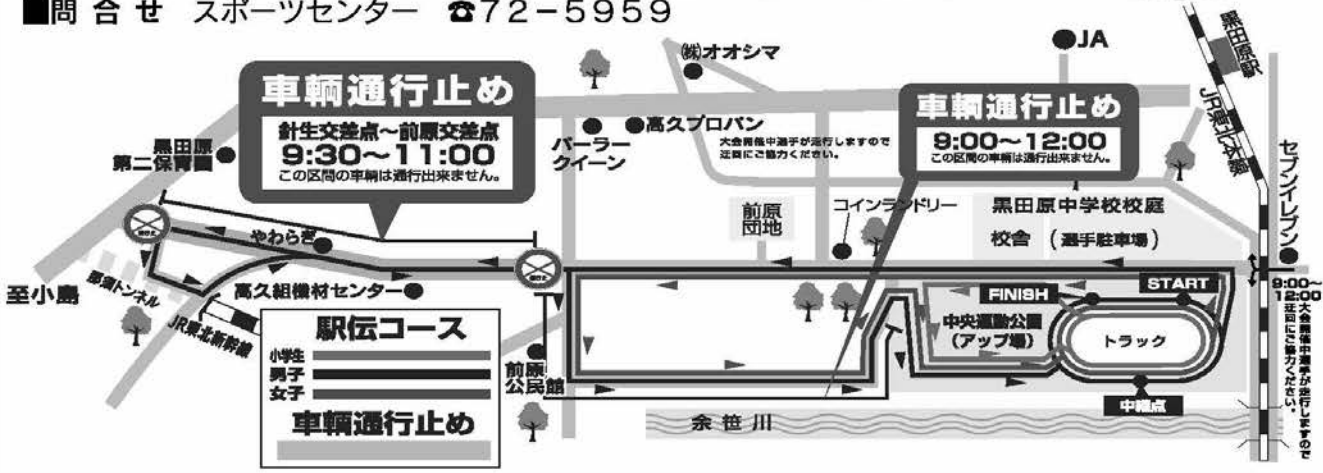 ■問合せ スポーツセンター ☎72-5959
黒田原駅
JR東北本線
セブンイレブン
JA
㈱オオシマ
車輌通行止め
針生交差点～前原交差点
9:30～11:00
この区間の車輌は通行出来ません。
黒田原
第二保育園
パーラー
クイーン
高久プロパン
大会開催中選手が走行しますので
迂回にご協力ください。
車輌通行止め
9:00～12:00
この区間の車輌は通行出来ません。
前原
団地
コインランドリー
黒田原中学校校庭
校舎 (選手駐車場)
やわらぎ
至小島
那須トンネル
高久組機材センター
JR東北新幹線
FINISH
START
中央運動公園
(アップ場)
トラック
中継点
9:00～
12:00
大会開催中選手が走行しますので
迂回にご協力ください。
駅伝コース
小学生
男子
女子
車輌通行止め
前原
公民館
余笹川